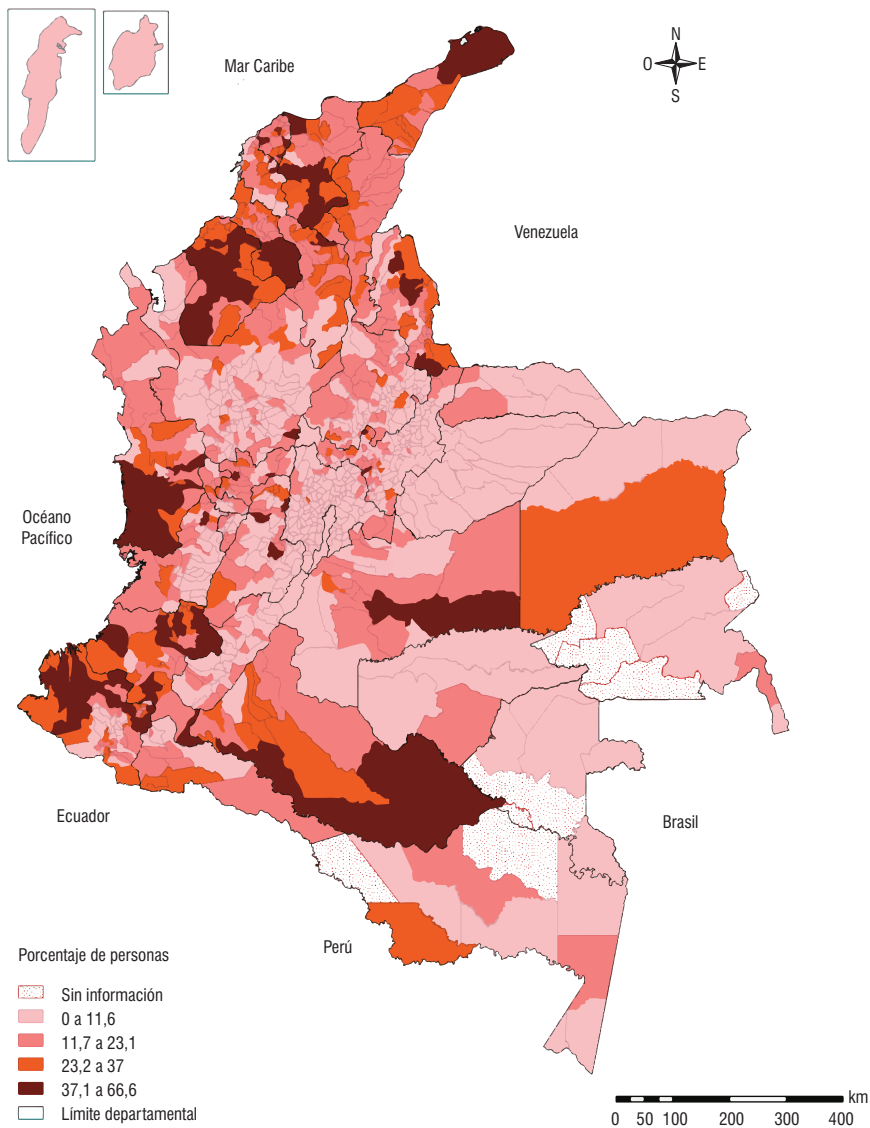 Mar Caribe
N
O
E
S
Venezuela
Océano
Pacífico
Ecuador
Brasil
Perú
Porcentaje de personas
Sin información
0 a 11,6
11,7 a 23,1
23,2 a 37
37,1 a 66,6
Límite departamental
km
0 50 100 200 300 400